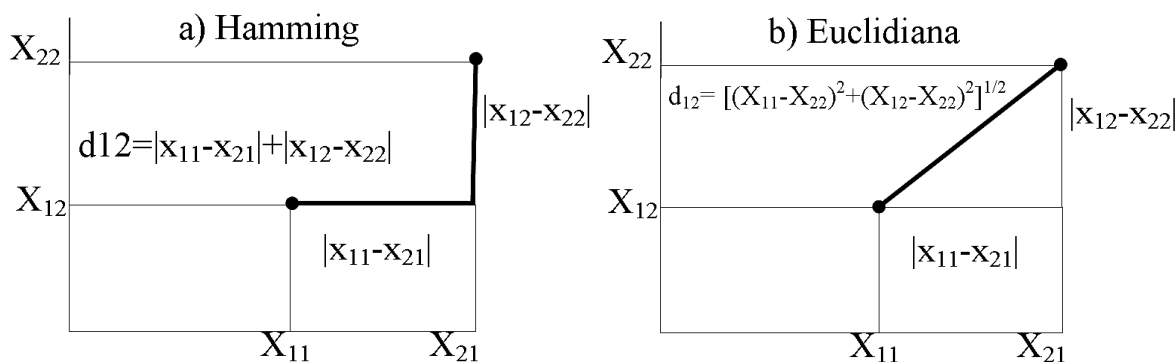 a) Hamming
X₂₂
|x₁₂-x₂₂|
d12=|x₁₁-x₂₁|+|x₁₂-x₂₂|
X₁₂
|x₁₁-x₂₁|
X₁₁
X₂₁
b) Euclidiana
X₂₂
d₁₂= [(X₁₁-X₂₂)²+(X₁₂-X₂₂)²]¹/²
|x₁₂-x₂₂|
X₁₂
|x₁₁-x₂₁|
X₁₁
X₂₁